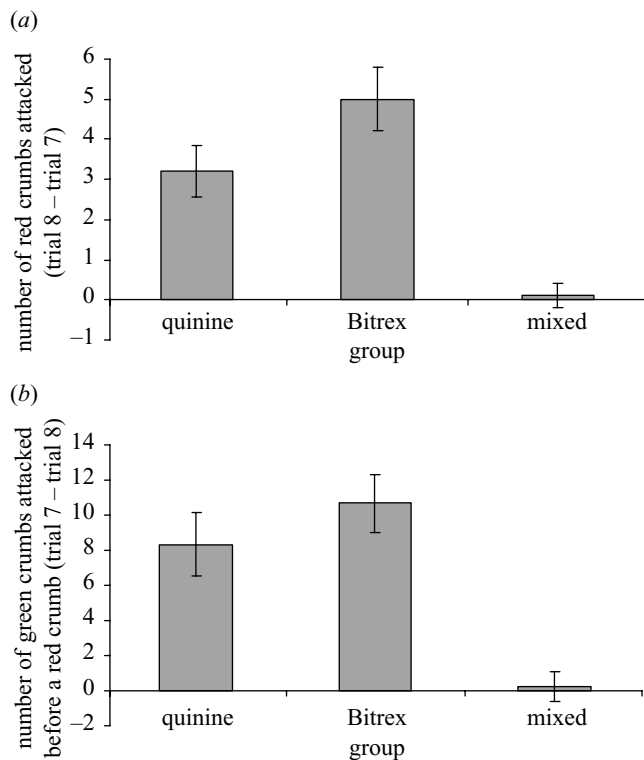 (a)
number of red crumbs attacked
(trial 8 – trial 7)
6
5
4
3
2
1
0
–1
quinine
Bitrex
mixed
group
(b)
number of green crumbs attacked
before a red crumb (trial 7 – trial 8)
14
12
10
8
6
4
2
0
–2
quinine
Bitrex
mixed
group